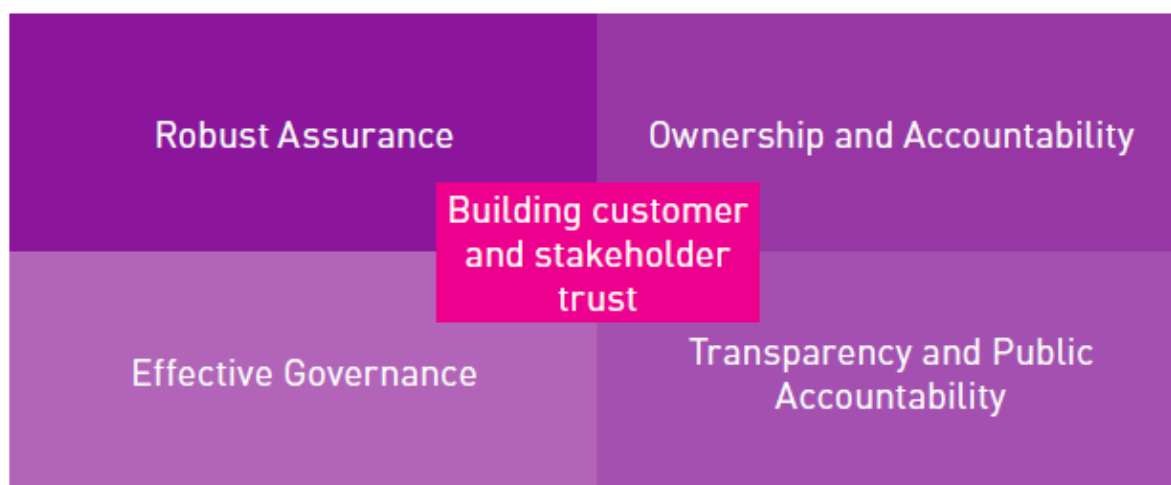 Robust Assurance
Ownership and Accountability
Building customer
and stakeholder
trust
Effective Governance
Transparency and Public
Accountability